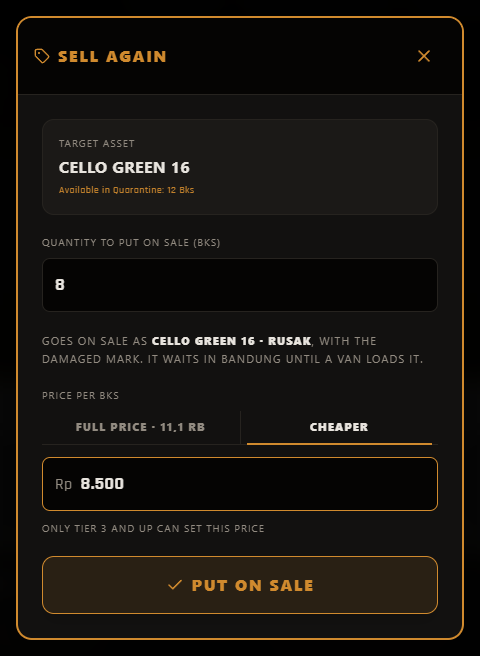 SELL AGAIN
TARGET ASSET
CELLO GREEN 16
Available in Quarantine: 12 Bks
QUANTITY TO PUT ON SALE (BKS)
8
GOES ON SALE AS CELLO GREEN 16 - RUSAK, WITH THE
DAMAGED MARK. IT WAITS IN BANDUNG UNTIL A VAN LOADS IT.
PRICE PER BKS
FULL PRICE · 11,1 RB
CHEAPER
Rp 8.500
ONLY TIER 3 AND UP CAN SET THIS PRICE
PUT ON SALE